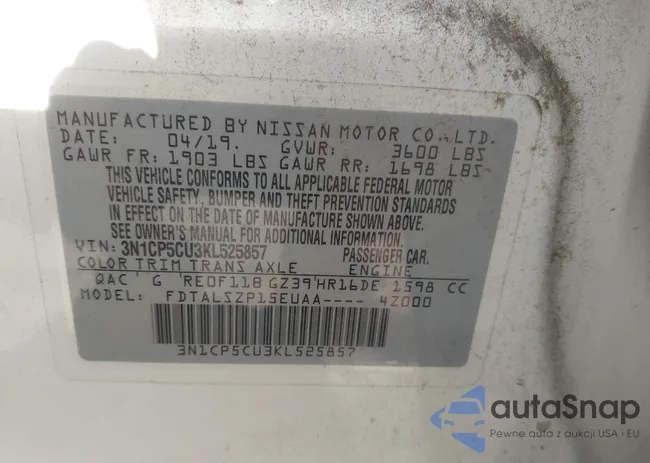 MANUFACTURED BY NISSAN MOTOR CO., LTD.
DATE: 04/19. GVWR: 3600 LBS
GAWR FR: 1903 LBS GAWR RR: 1698 LBS
THIS VEHICLE CONFORMS TO ALL APPLICABLE FEDERAL MOTOR
VEHICLE SAFETY, BUMPER AND THEFT PREVENTION STANDARDS
IN EFFECT ON THE DATE OF MANUFACTURE SHOWN ABOVE.
SEE OWNER'S MANUAL FOR ADDITIONAL INFORMATION.
VIN: 3N1CP5CU3KL525857 PASSENGER CAR.
COLOR TRIM TRANS AXLE ENGINE
QAC G RE0F11B GZ39 HR16DE 1598 CC
MODEL: FDTALSZP15EUAA---- 4Z000
3N1CP5CU3KL525857
autaSnap
Pewne auta z aukcji USA i EU